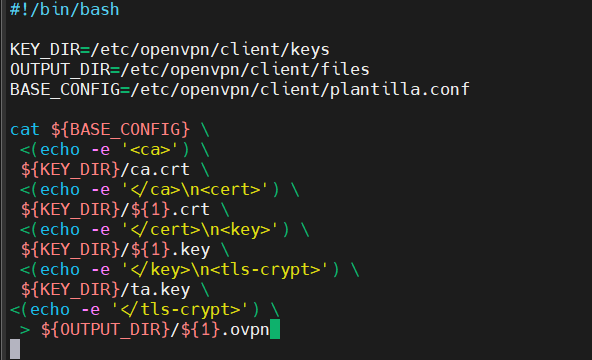 #!/bin/bash

KEY_DIR=/etc/openvpn/client/keys
OUTPUT_DIR=/etc/openvpn/client/files
BASE_CONFIG=/etc/openvpn/client/plantilla.conf

cat ${BASE_CONFIG} \
 <(echo -e '<ca>') \
 ${KEY_DIR}/ca.crt \
 <(echo -e '</ca>\n<cert>') \
 ${KEY_DIR}/${1}.crt \
 <(echo -e '</cert>\n<key>') \
 ${KEY_DIR}/${1}.key \
 <(echo -e '</key>\n<tls-crypt>') \
 ${KEY_DIR}/ta.key \
<(echo -e '</tls-crypt>') \
 > ${OUTPUT_DIR}/${1}.ovpn